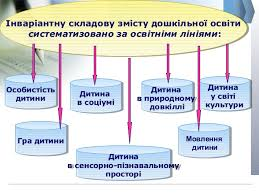 Інваріантну складову змісту дошкільної освіти
систематизовано за освітніми лініями:
Особистість
дитини
Дитина
в соціумі
Дитина
в природному
довкіллі
Дитина
у світі
культури
Гра дитини
Дитина
в сенсорно-пізнавальному
просторі
Мовлення
дитини